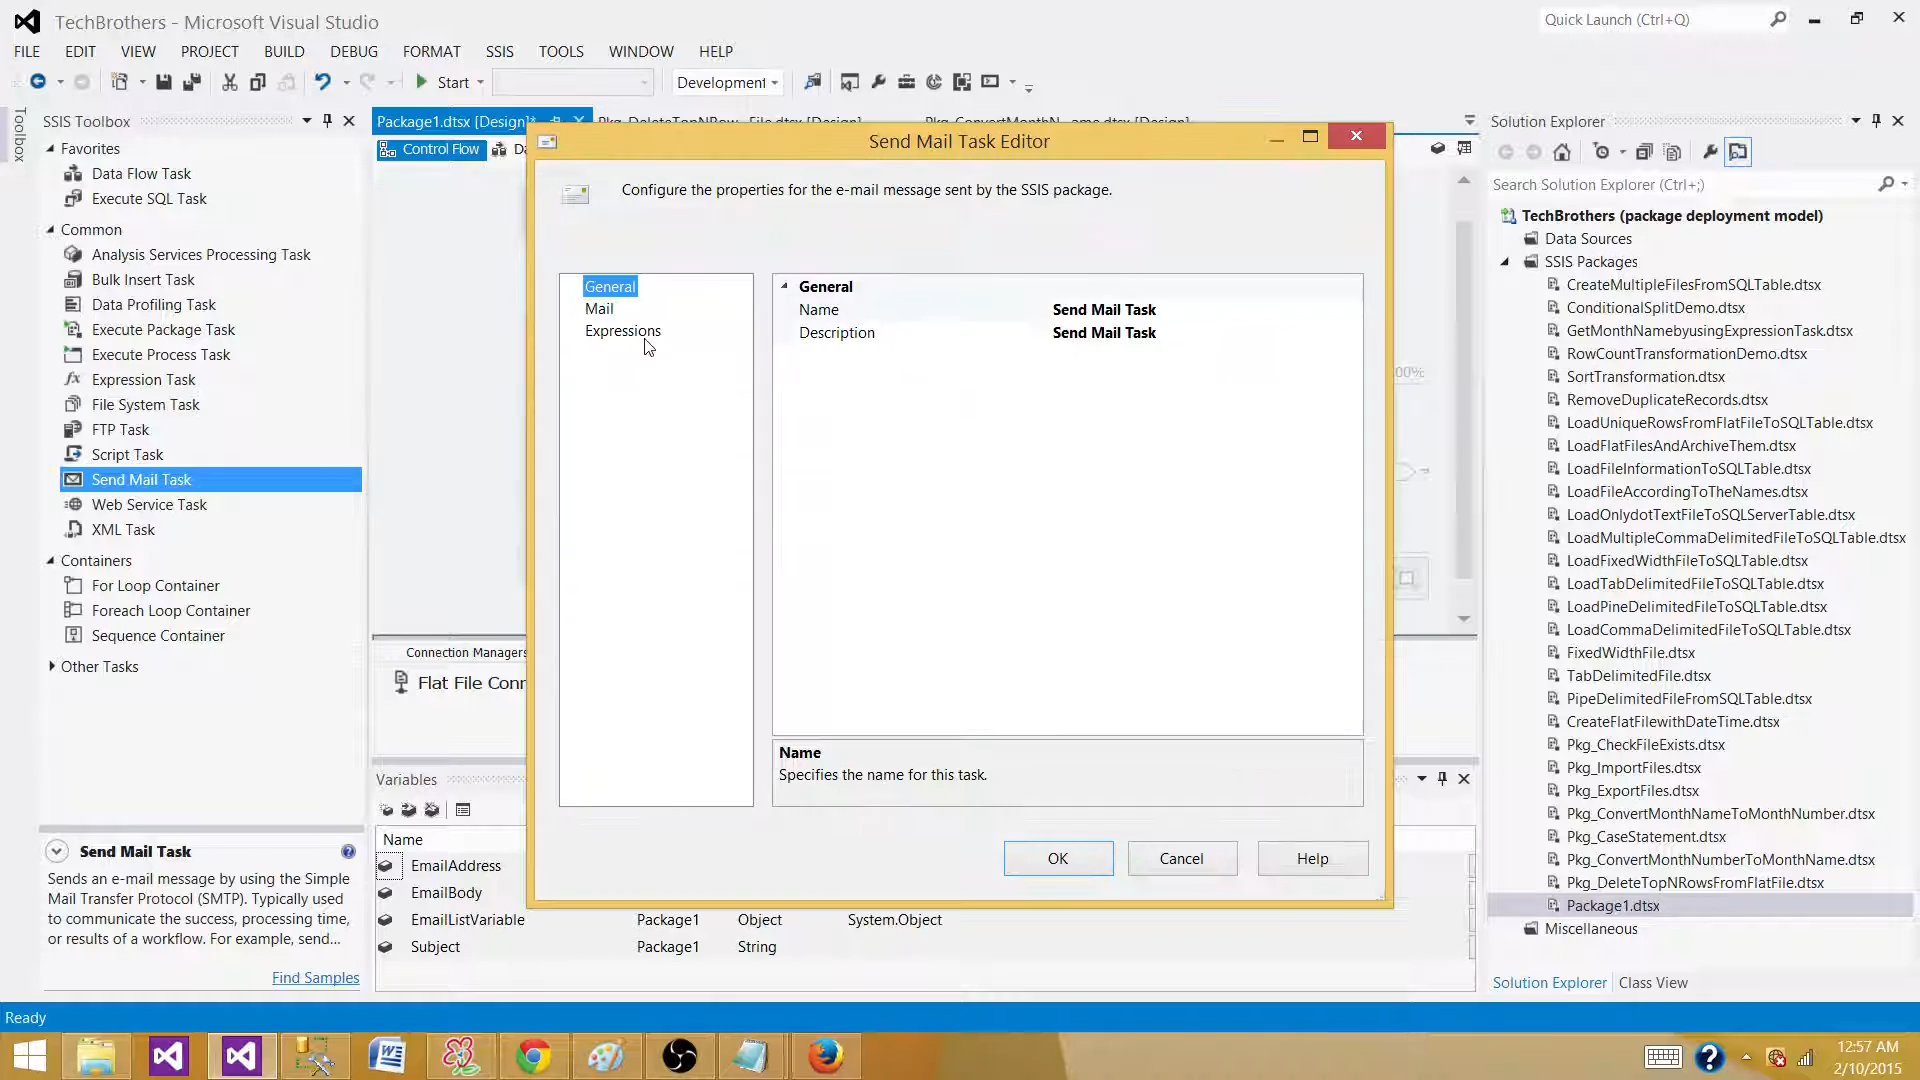 TechBrothers - Microsoft Visual Studio
Quick Launch (Ctrl+Q)
FILE EDIT VIEW PROJECT BUILD DEBUG FORMAT SSIS TOOLS WINDOW HELP
Start
Development
Toolbox
SSIS Toolbox
Favorites
Data Flow Task
Execute SQL Task
Common
Analysis Services Processing Task
Bulk Insert Task
Data Profiling Task
Execute Package Task
Execute Process Task
Expression Task
File System Task
FTP Task
Script Task
Send Mail Task
Web Service Task
XML Task
Containers
For Loop Container
Foreach Loop Container
Sequence Container
Other Tasks
Send Mail Task
Sends an e-mail message by using the Simple
Mail Transfer Protocol (SMTP). Typically used
to communicate the success, processing time,
or results of a workflow. For example, send...
Find Samples
Package1.dtsx [Design]*
Control Flow
Connection Managers
Flat File Conn
Send Mail Task Editor
Configure the properties for the e-mail message sent by the SSIS package.
General
Mail
Expressions
General
Name Send Mail Task
Description Send Mail Task
Name
Specifies the name for this task.
OK Cancel Help
Variables
Name
EmailAddress
EmailBody
EmailListVariable Package1 Object System.Object
Subject Package1 String
Solution Explorer
Search Solution Explorer (Ctrl+;)
TechBrothers (package deployment model)
Data Sources
SSIS Packages
CreateMultipleFilesFromSQLTable.dtsx
ConditionalSplitDemo.dtsx
GetMonthNamebyusingExpressionTask.dtsx
RowCountTransformationDemo.dtsx
SortTransformation.dtsx
RemoveDuplicateRecords.dtsx
LoadUniqueRowsFromFlatFileToSQLTable.dtsx
LoadFlatFilesAndArchiveThem.dtsx
LoadFileInformationToSQLTable.dtsx
LoadFileAccordingToTheNames.dtsx
LoadOnlydotTextFileToSQLServerTable.dtsx
LoadMultipleCommaDelimitedFileToSQLTable.dtsx
LoadFixedWidthFileToSQLTable.dtsx
LoadTabDelimitedFileToSQLTable.dtsx
LoadPineDelimitedFileToSQLTable.dtsx
LoadCommaDelimitedFileToSQLTable.dtsx
FixedWidthFile.dtsx
TabDelimitedFile.dtsx
PipeDelimitedFileFromSQLTable.dtsx
CreateFlatFilewithDateTime.dtsx
Pkg_CheckFileExists.dtsx
Pkg_ImportFiles.dtsx
Pkg_ExportFiles.dtsx
Pkg_ConvertMonthNameToMonthNumber.dtsx
Pkg_CaseStatement.dtsx
Pkg_ConvertMonthNumberToMonthName.dtsx
Pkg_DeleteTopNRowsFromFlatFile.dtsx
Package1.dtsx
Miscellaneous
Solution Explorer Class View
Ready
12:57 AM
2/10/2015